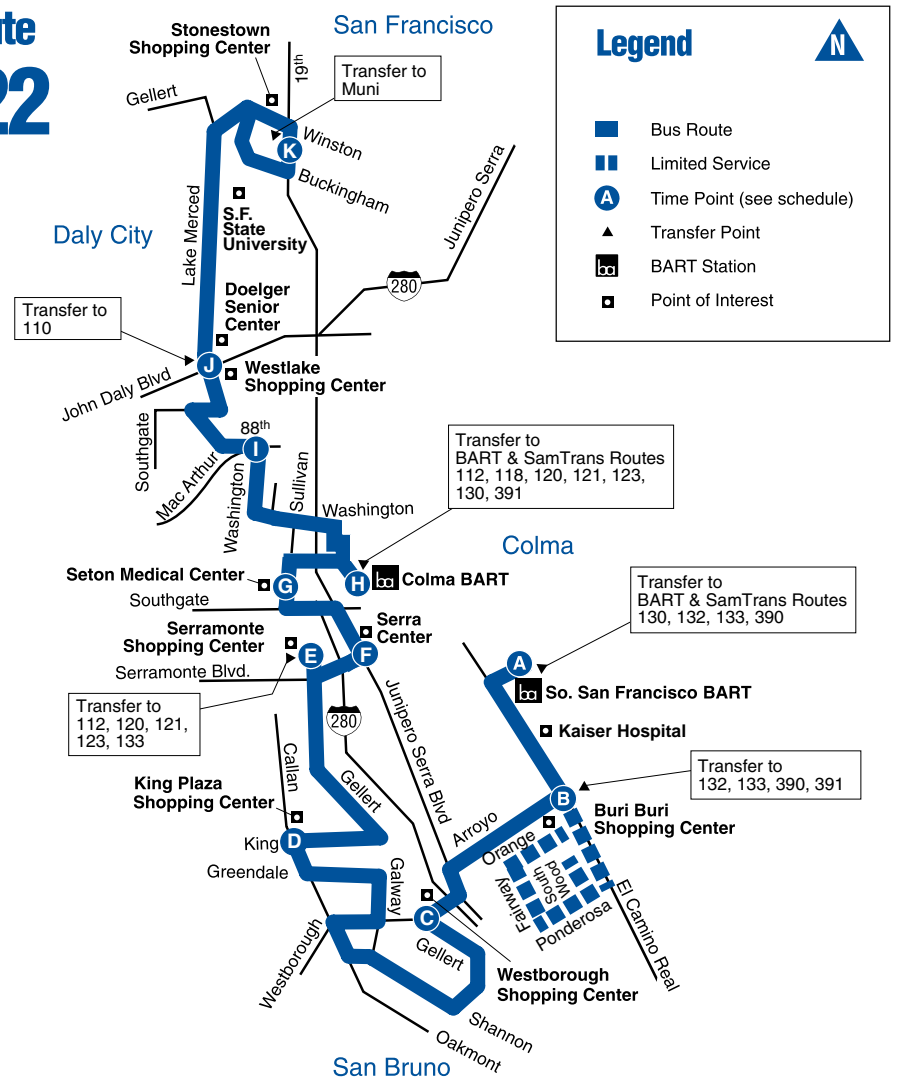 San Francisco
Stonestown
Shopping Center
19th
Transfer to
Muni
Gellert
Winston
K
Buckingham
Junipero Serra
Lake Merced
S.F.
State
University
Daly City
280
Doelger
Senior
Center
Transfer to
110
J
Westlake
Shopping Center
John Daly Blvd
Southgate
88th
I
Mac Arthur
Washington
Sullivan
Washington
Transfer to
BART & SamTrans Routes
112, 118, 120, 121, 123,
130, 391
Colma
Seton Medical Center
G
H
ba
Colma BART
Southgate
Transfer to
BART & SamTrans Routes
130, 132, 133, 390
Serramonte
Shopping Center
E
Serra
Center
F
Serramonte Blvd.
A
ba
So. San Francisco BART
Transfer to
112, 120, 121,
123, 133
280
Junipero Serra Blvd
Kaiser Hospital
Callan
Gellert
Transfer to
132, 133, 390, 391
King Plaza
Shopping Center
B
Buri Buri
Shopping Center
King
D
Arroyo
Orange
Greendale
Galway
Fairway
South
Wood
El Camino Real
Ponderosa
C
Westborough
Gellert
Westborough
Shopping Center
Shannon
Oakmont
San Bruno
Legend
N
Bus Route
Limited Service
A
Time Point (see schedule)
Transfer Point
ba
BART Station
Point of Interest